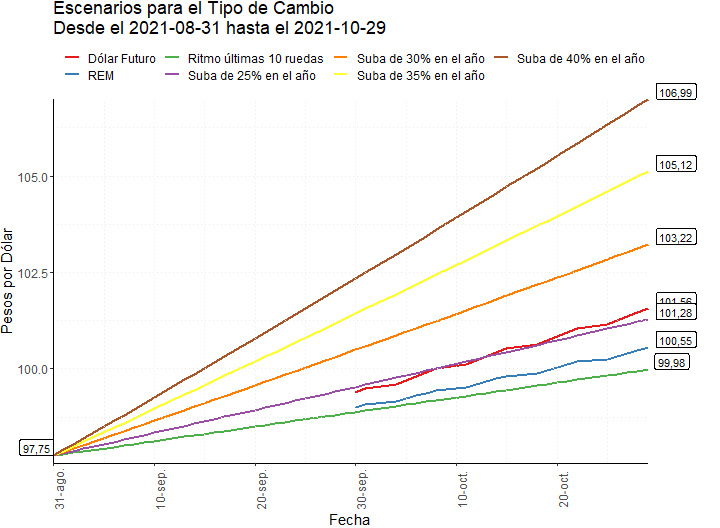 Escenarios para el Tipo de Cambio
Desde el 2021-08-31 hasta el 2021-10-29
Dólar Futuro
Ritmo últimas 10 ruedas
Suba de 30% en el año
Suba de 40% en el año
REM
Suba de 25% en el año
Suba de 35% en el año
106,99
105,12
103,22
101,56
101,28
100,55
99,98
97,75
105.0
102.5
100.0
Pesos por Dólar
31-ago.
10-sep.
20-sep.
30-sep.
10-oct.
20-oct.
Fecha